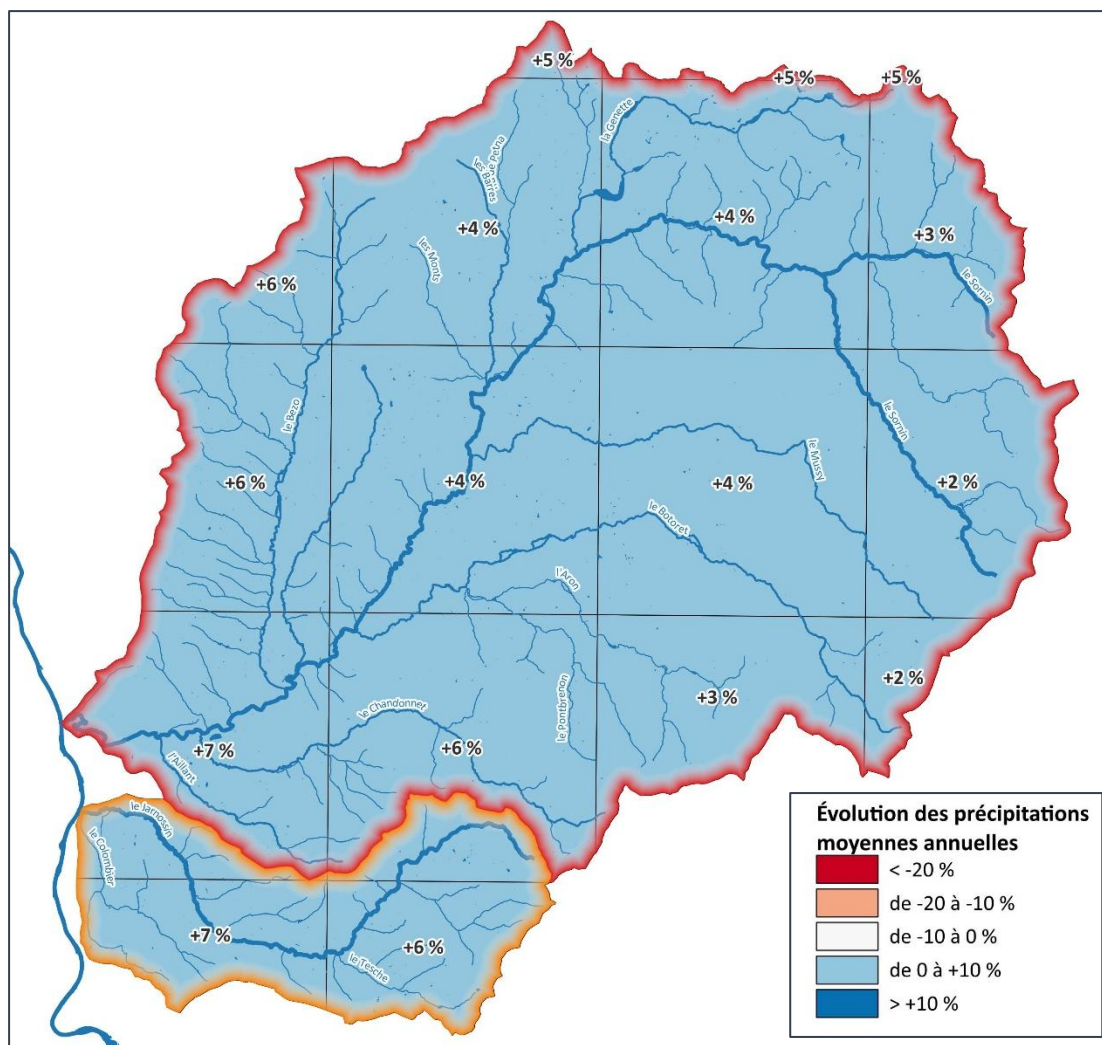 +5 %
+5 %
+5 %
la Genette
les Barres
+4 %
+4 %
+3 %
les Monts
+6 %
le Sornin
le Bezo
le Sornin
+6 %
+4 %
+4 %
le Mussy
+2 %
le Botoret
l'Aron
+2 %
+3 %
le Pontbrenon
le Chandonnet
+7 %
+6 %
l'Aillant
le Jarnossin
le Colombier
+7 %
+6 %
le Tesche
Évolution des précipitations
moyennes annuelles
< -20 %
de -20 à -10 %
de -10 à 0 %
de 0 à +10 %
> +10 %